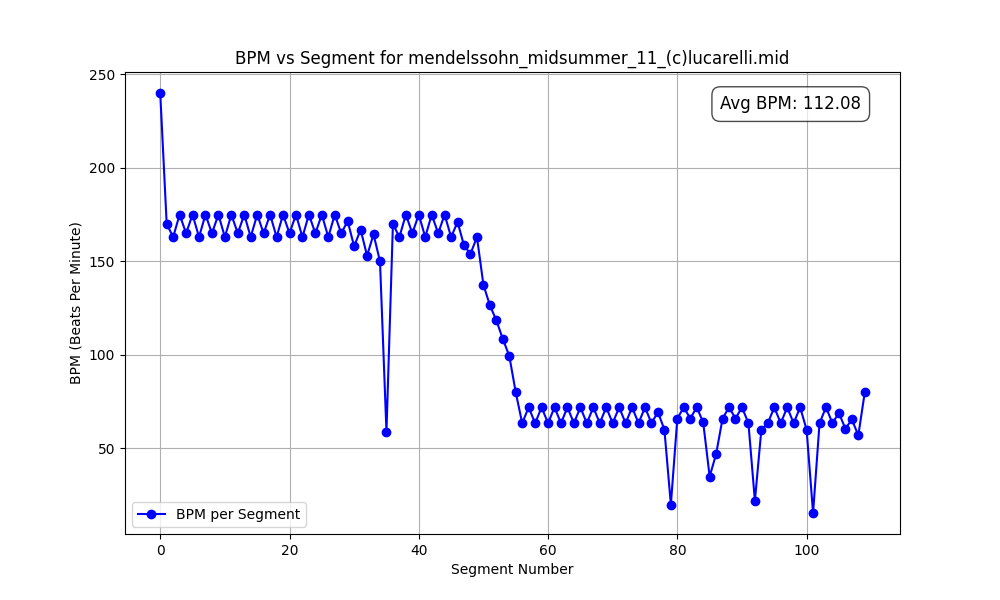 BPM vs Segment for mendelssohn_midsummer_11_(c)lucarelli.mid
Avg BPM: 112.08
250
200
150
100
50
BPM (Beats Per Minute)
BPM per Segment
0 20 40 60 80 100
Segment Number